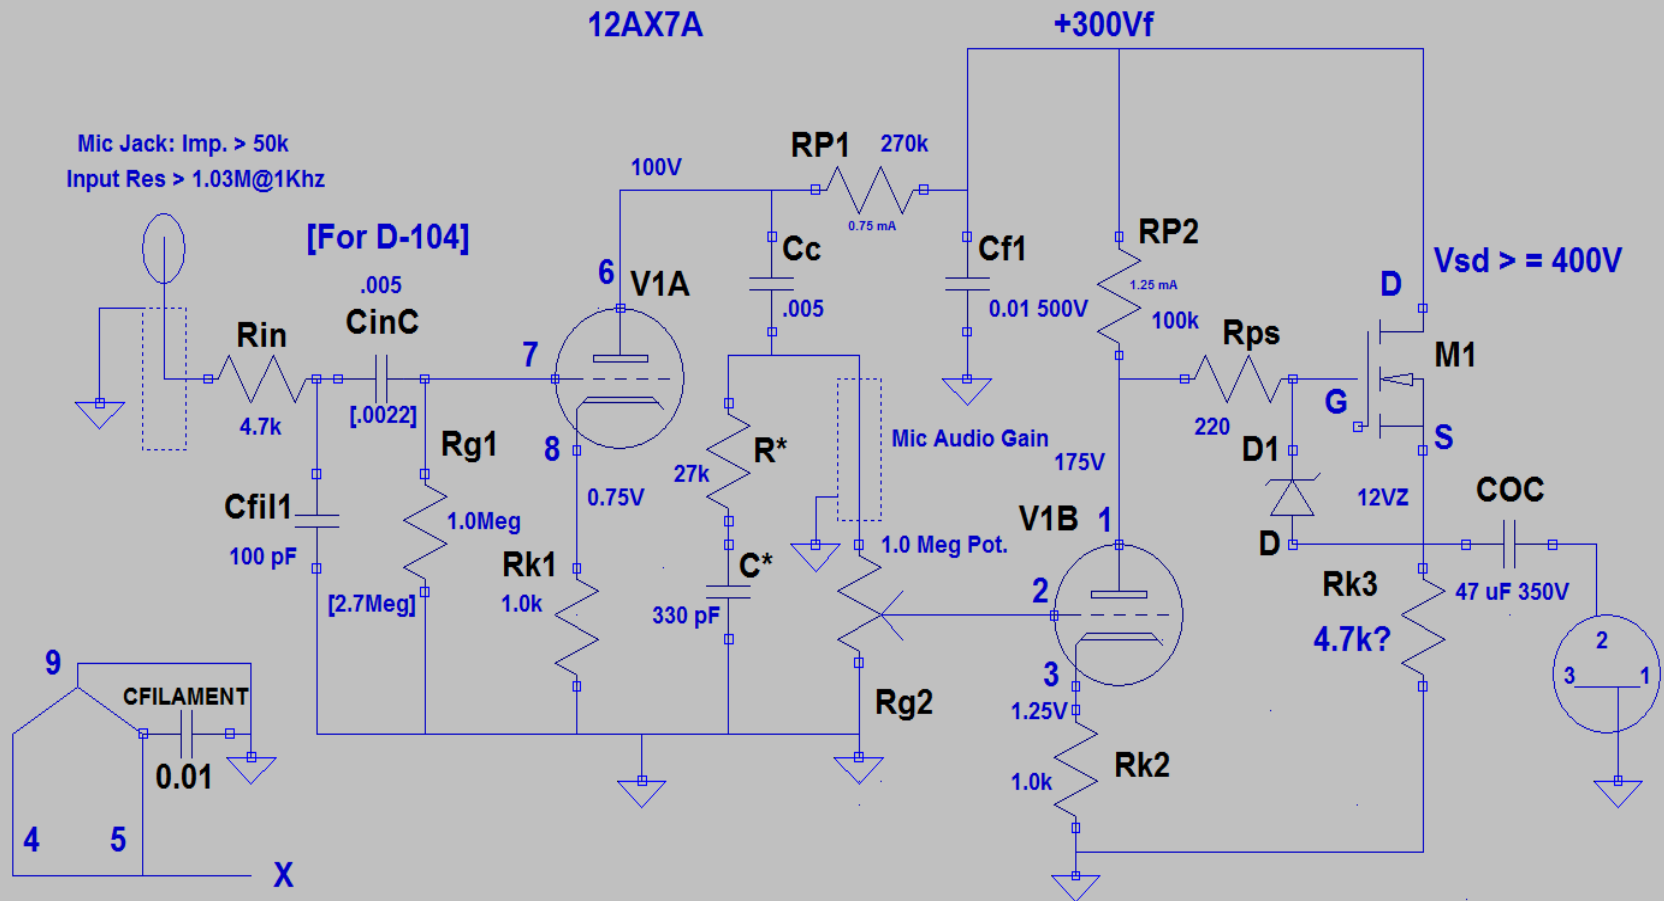 12AX7A
+300Vf
Mic Jack: Imp. > 50k
Input Res > 1.03M@1Khz
[For D-104]
.005
CinC
[.0022]
Rin
4.7k
Cfil1
100 pF
Rg1
1.0Meg
[2.7Meg]
100V
6
V1A
7
8
0.75V
Rk1
1.0k
RP1
270k
0.75 mA
Cc
.005
Cf1
0.01 500V
R*
27k
C*
330 pF
Mic Audio Gain
1.0 Meg Pot.
Rg2
RP2
1.25 mA
100k
175V
V1B
1
2
3
1.25V
Rk2
1.0k
Rps
220
Vsd > = 400V
D
M1
G
S
D1
12VZ
D
COC
47 uF 350V
Rk3
4.7k?
2
3
1
9
CFILAMENT
0.01
4
5
X